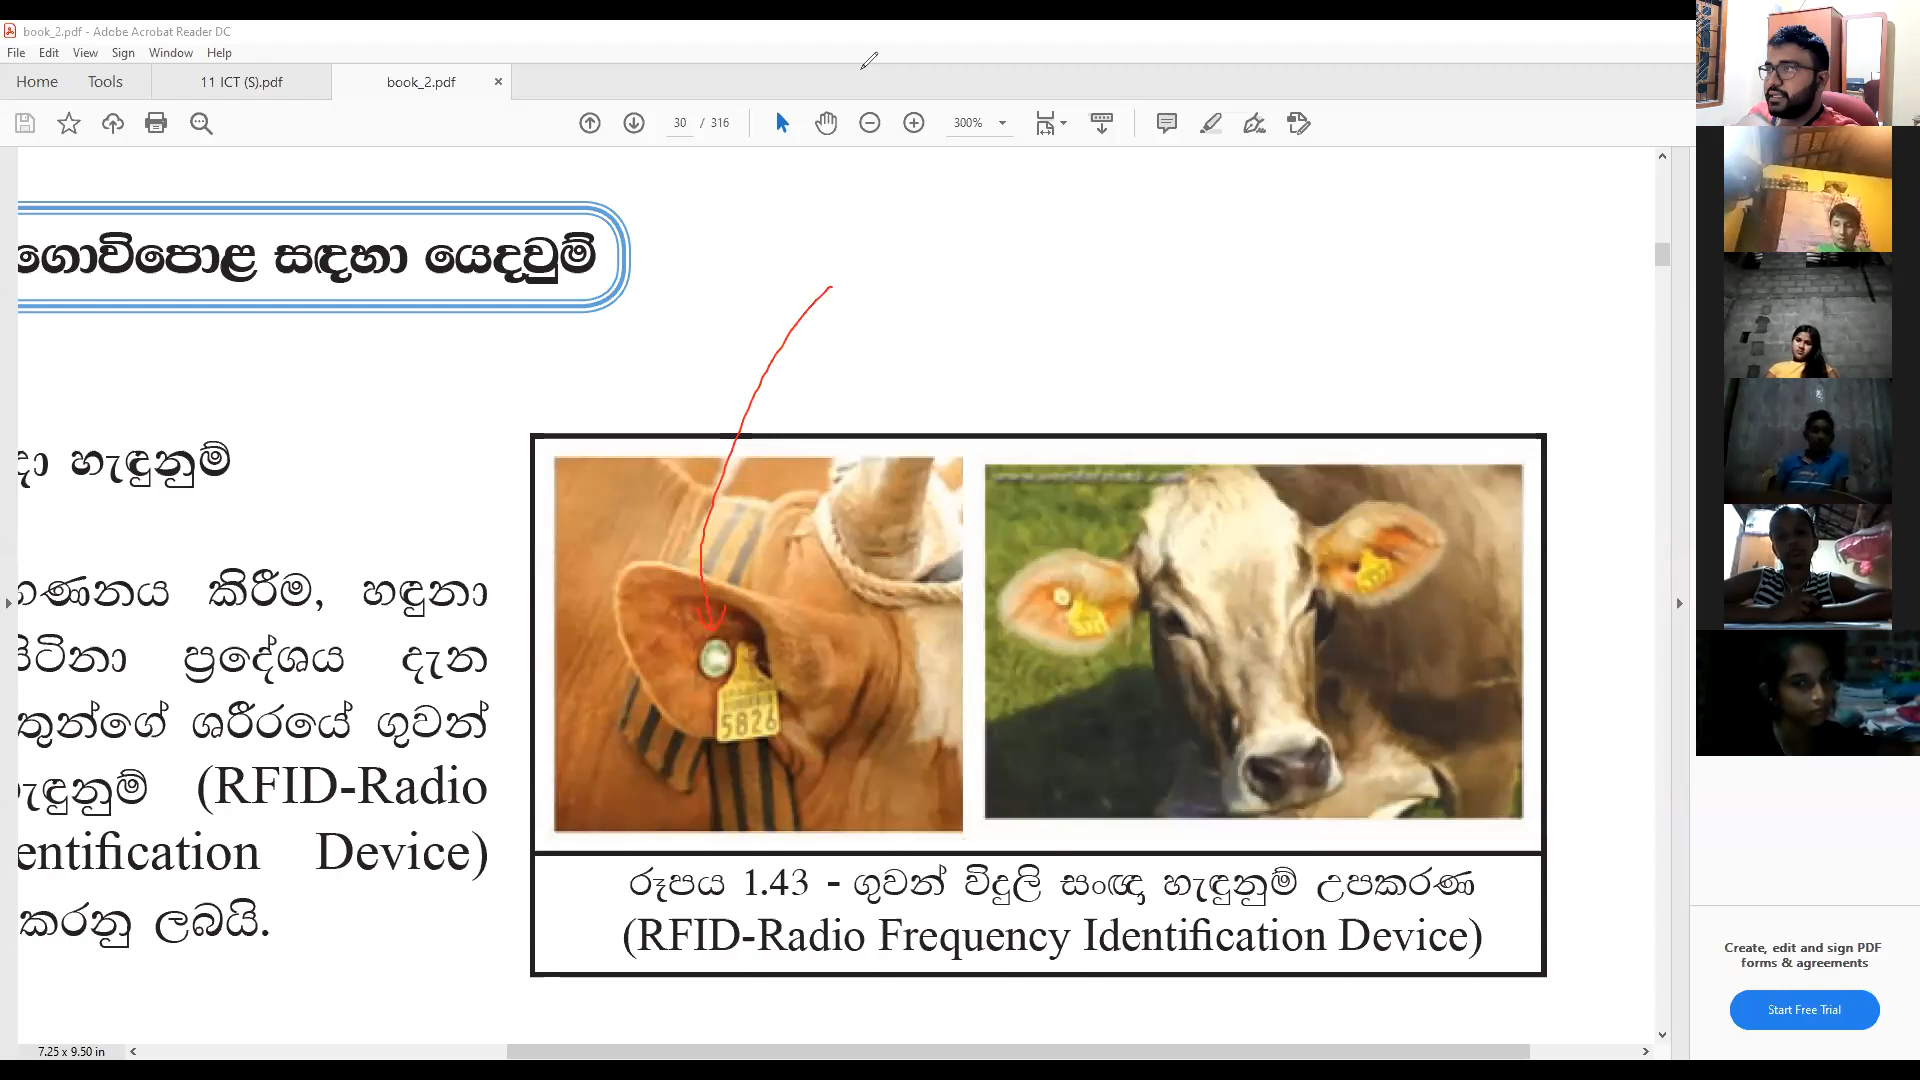 book_2.pdf - Adobe Acrobat Reader DC
File Edit View Sign Window Help
Home Tools 11 ICT (S).pdf book_2.pdf ×
30 / 316 300%
ගොවිපොළ සඳහා යෙදවුම්
දා හැඳුනුම්
ගණනය කිරීම, හඳුනා
සිටිනා ප්‍රදේශය දැන
තුන්ගේ ශරීරයේ ගුවන්
හැඳුනුම් (RFID-Radio
entification Device)
කරනු ලබයි.
5826
රූපය 1.43 - ගුවන් විදුලි සංඥා හැඳුනුම් උපකරණ
(RFID-Radio Frequency Identification Device)
Create, edit and sign PDF
forms & agreements
Start Free Trial
7.25 x 9.50 in